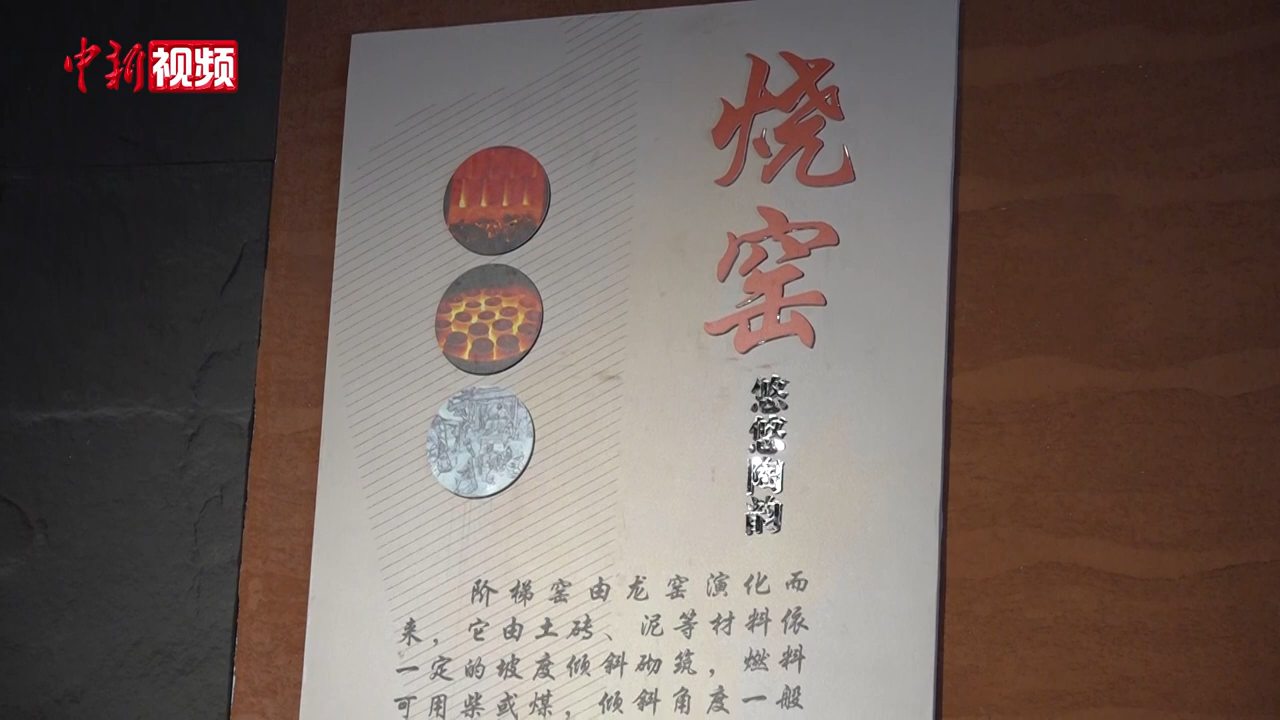 中新视频
烧窑
悠悠陶韵
阶梯窑由龙窑演化而
来，它由土砖、泥等材料依
一定的坡度倾斜砌筑，燃料
可用柴或煤，倾斜角度一般